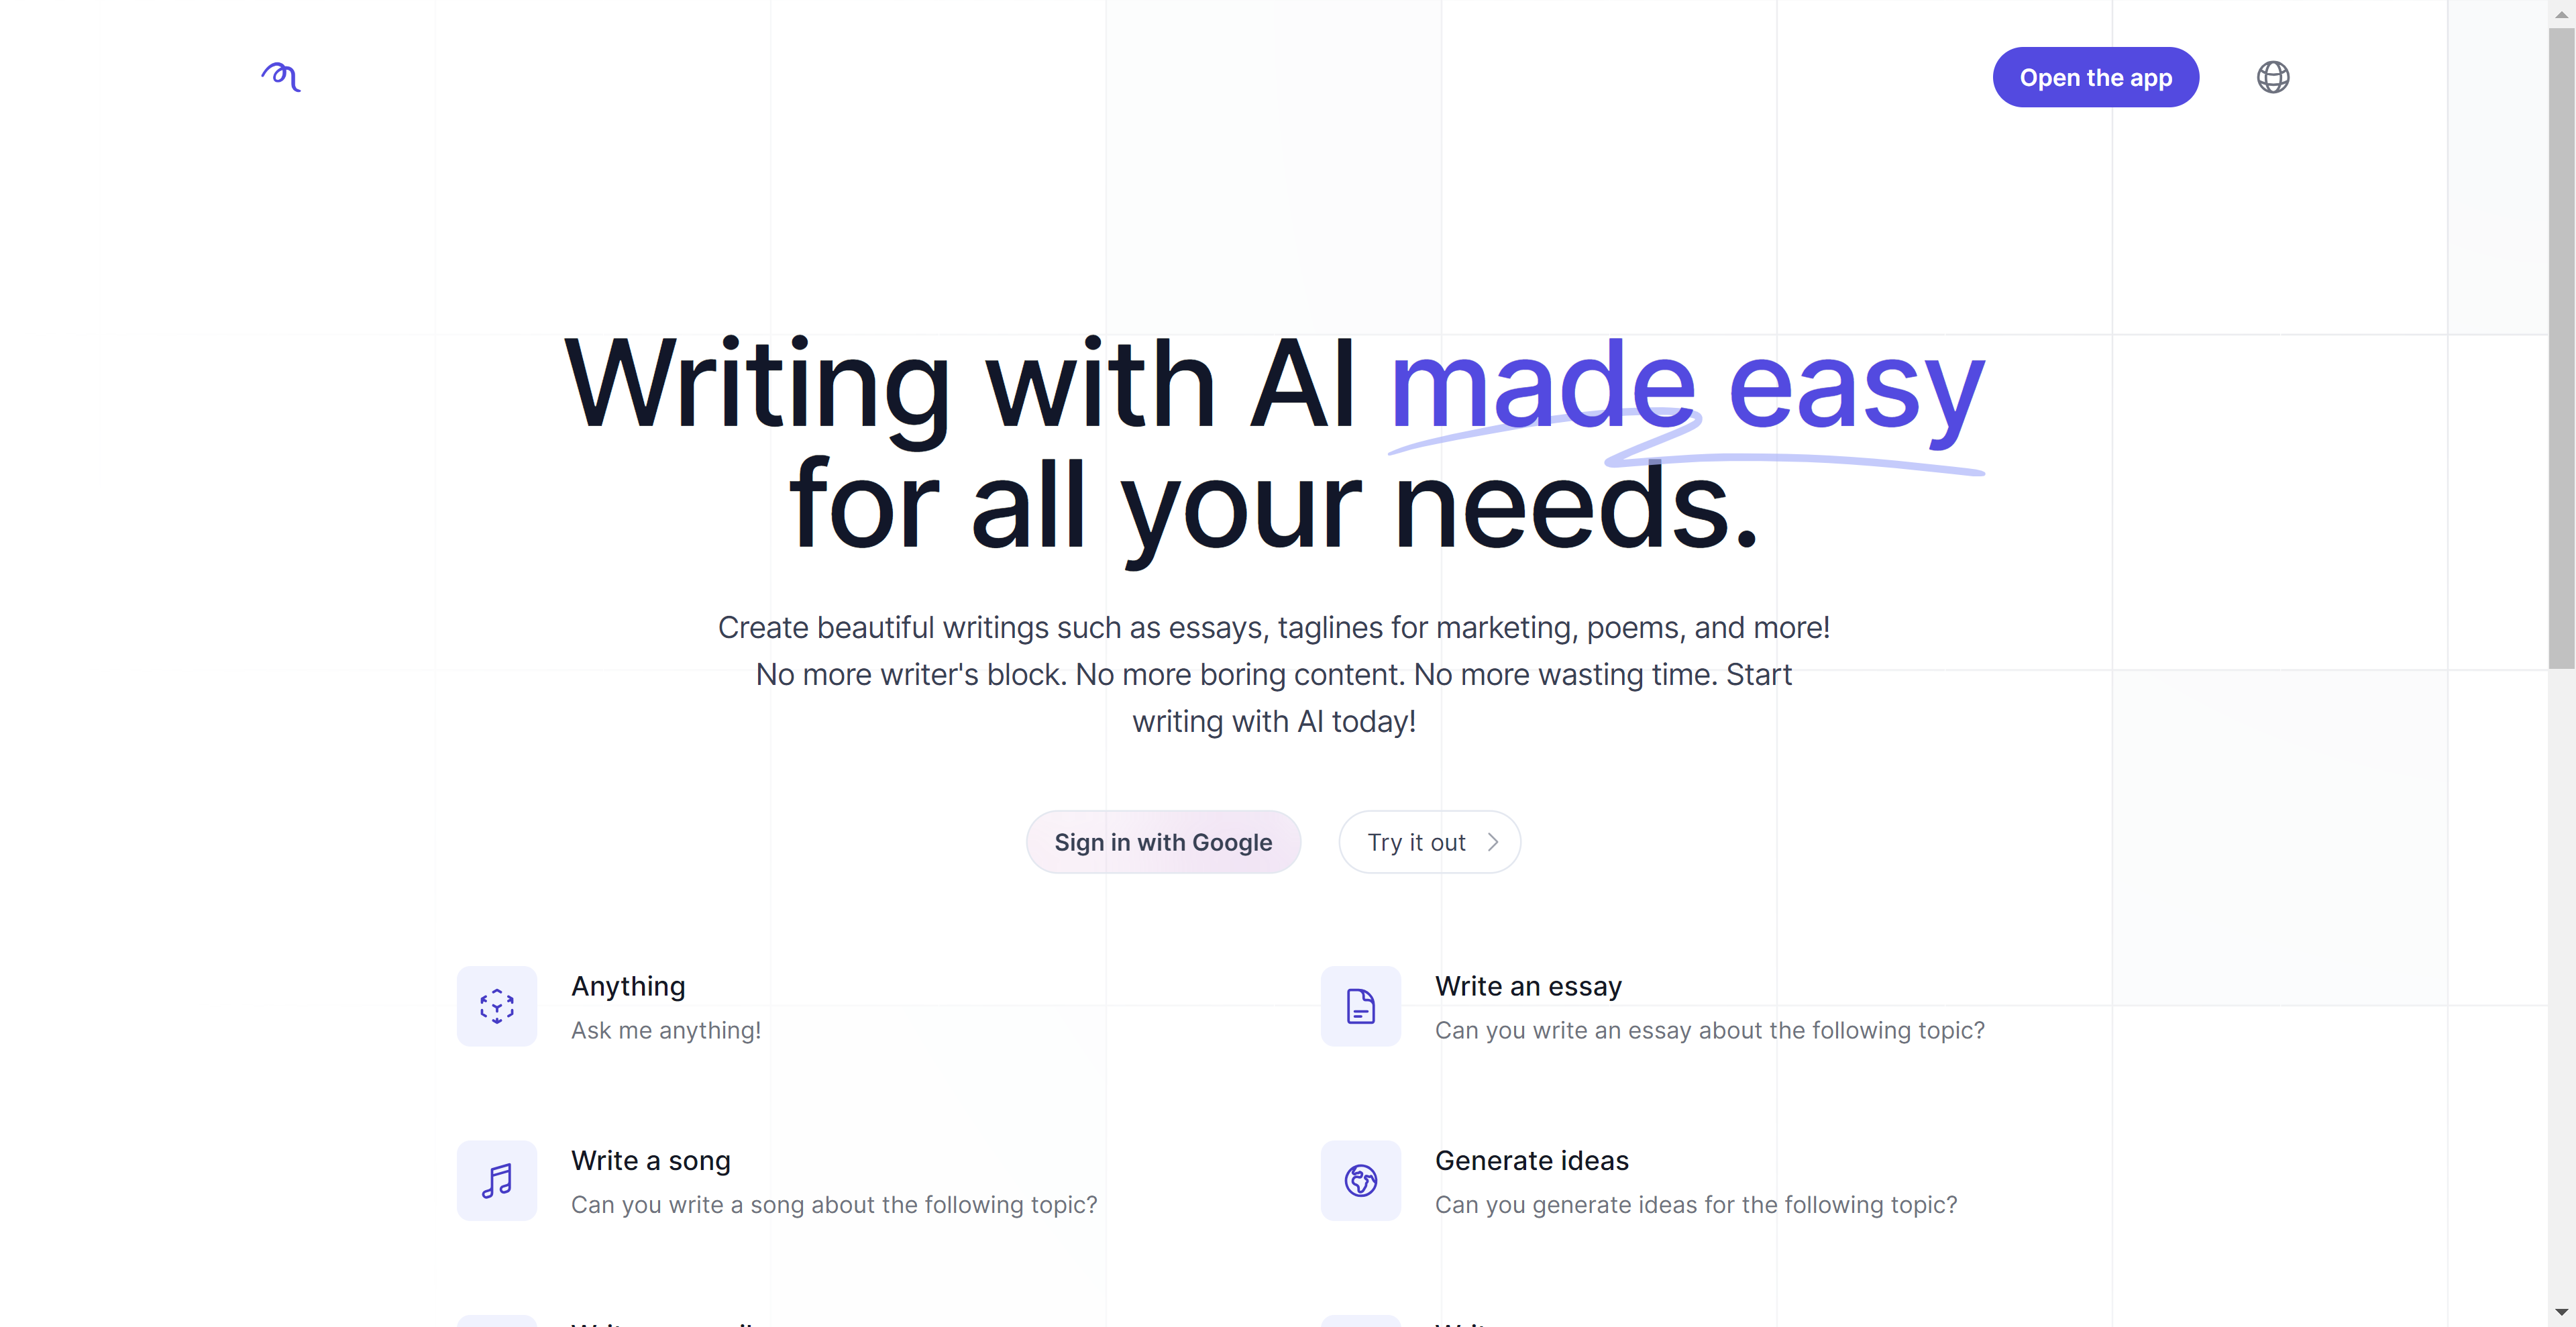 Open the app
Writing with AI made easy
for all your needs.
Create beautiful writings such as essays, taglines for marketing, poems, and more!
No more writer's block. No more boring content. No more wasting time. Start
writing with AI today!
Sign in with Google
Try it out
Anything
Ask me anything!
Write an essay
Can you write an essay about the following topic?
Write a song
Can you write a song about the following topic?
Generate ideas
Can you generate ideas for the following topic?